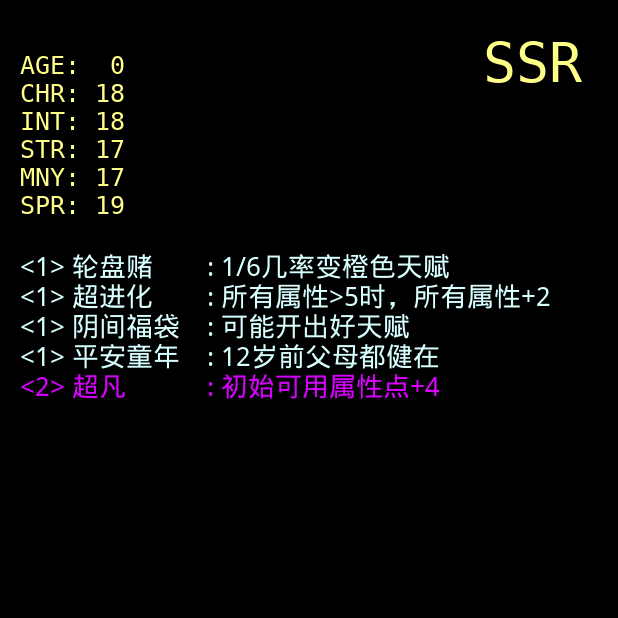 SSR
AGE: 0
CHR: 18
INT: 18
STR: 17
MNY: 17
SPR: 19
<1> 轮盘赌 : 1/6几率变橙色天赋
<1> 超进化 : 所有属性>5时，所有属性+2
<1> 阴间福袋 : 可能开出好天赋
<1> 平安童年 : 12岁前父母都健在
<2> 超凡 : 初始可用属性点+4